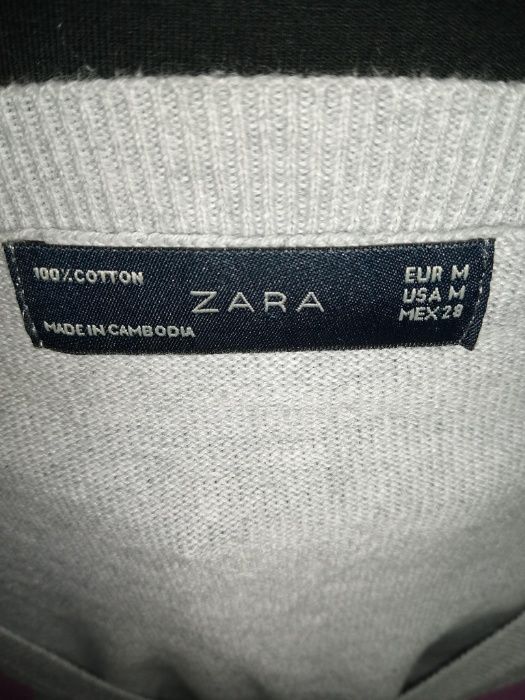 100% COTTON
MADE IN CAMBODIA
ZARA
EUR M
USA M
MEX 28